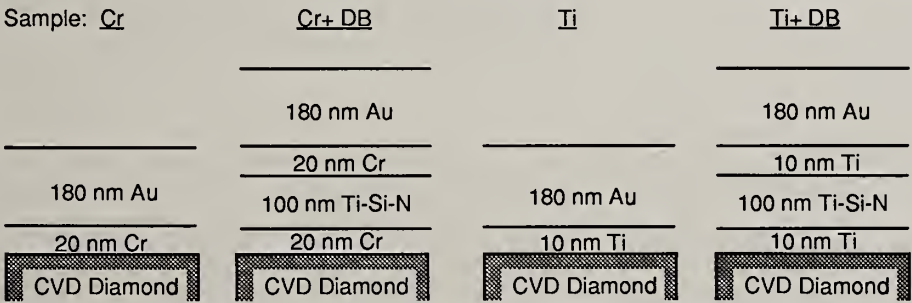 Sample: Cr Cr+ DB Ti Ti+ DB
180 nm Au 180 nm Au
20 nm Cr 10 nm Ti
180 nm Au 100 nm Ti-Si-N 180 nm Au 100 nm Ti-Si-N
20 nm Cr 20 nm Cr 10 nm Ti 10 nm Ti
CVD Diamond CVD Diamond CVD Diamond CVD Diamond